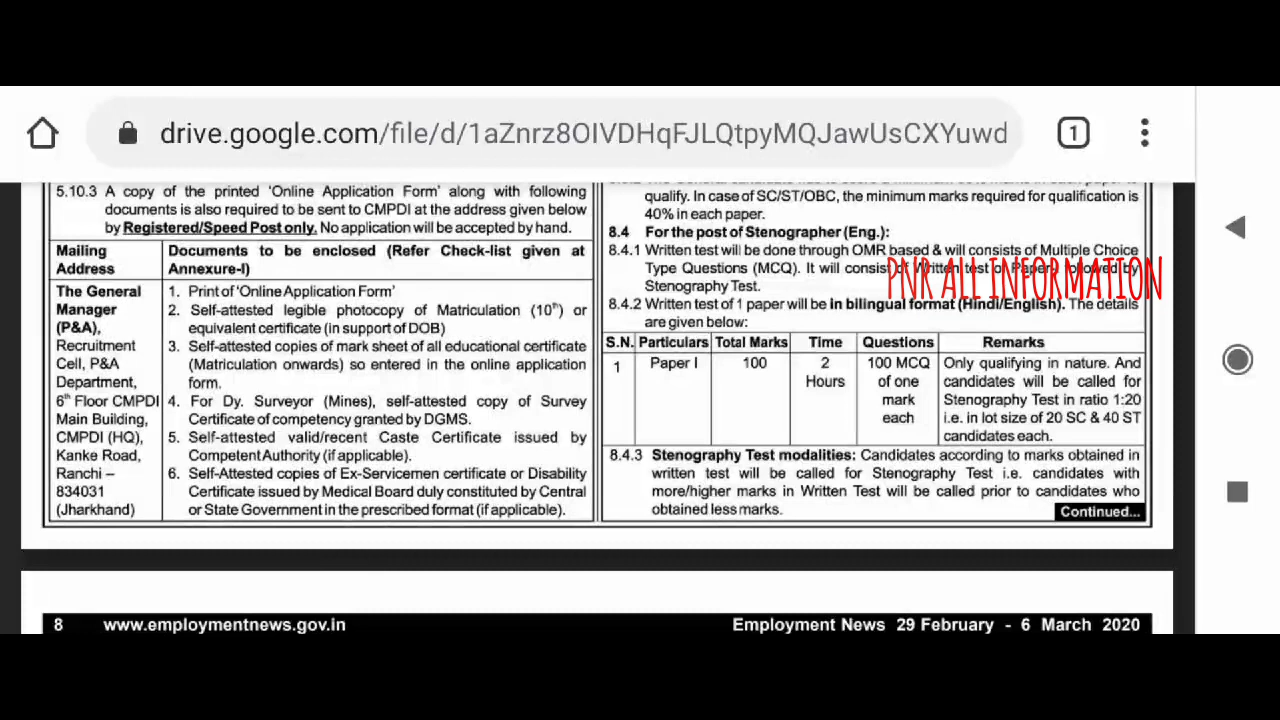 drive.google.com/file/d/1aZnrz8OIVDHqFJLQtpyMQJawUsCXYuwd
1
5.10.3 A copy of the printed 'Online Application Form' along with following
documents is also required to be sent to CMPDI at the address given below
by Registered/Speed Post only. No application will be accepted by hand.
Mailing
Address
Documents to be enclosed (Refer Check-list given at
Annexure-I)
The General
Manager
(P&A),
Recruitment
Cell, P&A
Department,
6th Floor CMPDI
Main Building,
CMPDI (HQ),
Kanke Road,
Ranchi –
834031
(Jharkhand)
1. Print of 'Online Application Form'
2. Self-attested legible photocopy of Matriculation (10th) or
equivalent certificate (in support of DOB)
3. Self-attested copies of mark sheet of all educational certificate
(Matriculation onwards) so entered in the online application
form.
4. For Dy. Surveyor (Mines), self-attested copy of Survey
Certificate of competency granted by DGMS.
5. Self-attested valid/recent Caste Certificate issued by
Competent Authority (if applicable).
6. Self-Attested copies of Ex-Servicemen certificate or Disability
Certificate issued by Medical Board duly constituted by Central
or State Government in the prescribed format (if applicable).
qualify. In case of SC/ST/OBC, the minimum marks required for qualification is
40% in each paper.
8.4 For the post of Stenographer (Eng.):
8.4.1 Written test will be done through OMR based & will consists of Multiple Choice
Type Questions (MCQ). It will consist of Written test of Paper I followed by
Stenography Test.
PNR ALL INFORMATION
8.4.2 Written test of 1 paper will be in bilingual format (Hindi/English). The details
are given below:
S.N. Particulars Total Marks Time Questions Remarks
1 Paper I 100 2 Hours 100 MCQ of one mark each
Only qualifying in nature. And
candidates will be called for
Stenography Test in ratio 1:20
i.e. in lot size of 20 SC & 40 ST
candidates each.
8.4.3 Stenography Test modalities: Candidates according to marks obtained in
written test will be called for Stenography Test i.e. candidates with
more/higher marks in Written Test will be called prior to candidates who
obtained less marks.
Continued...
8 www.employmentnews.gov.in
Employment News 29 February - 6 March 2020